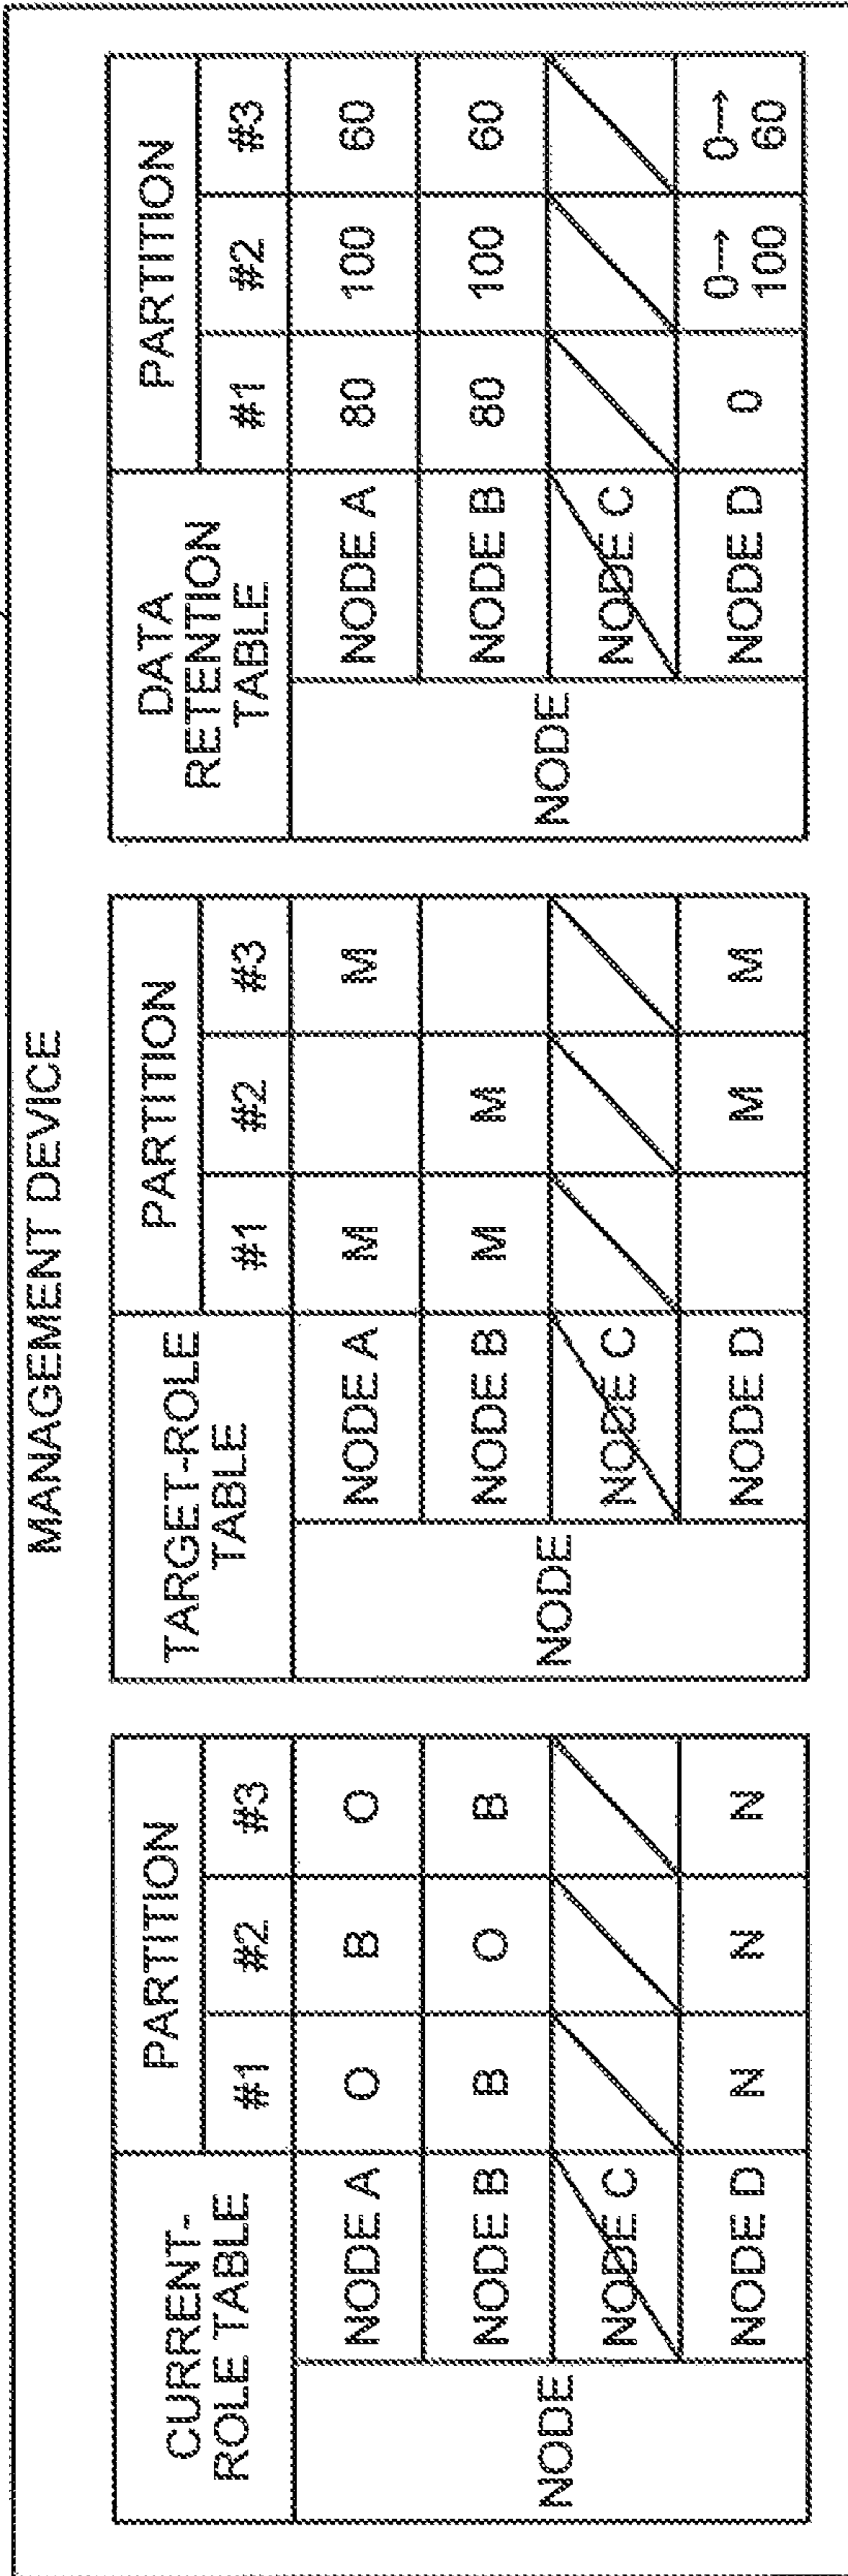 MANAGEMENT DEVICE
CURRENT-
ROLE TABLE
PARTITION
#1 #2 #3
NODE
NODE A O B O
NODE B B O B
NODE C
NODE D N N N
TARGET-ROLE
TABLE
PARTITION
#1 #2 #3
NODE
NODE A M M
NODE B M M
NODE C
NODE D M M
DATA
RETENTION
TABLE
PARTITION
#1 #2 #3
NODE
NODE A 80 100 60
NODE B 80 100 60
NODE C
NODE D 0 0→ 0→
100 60